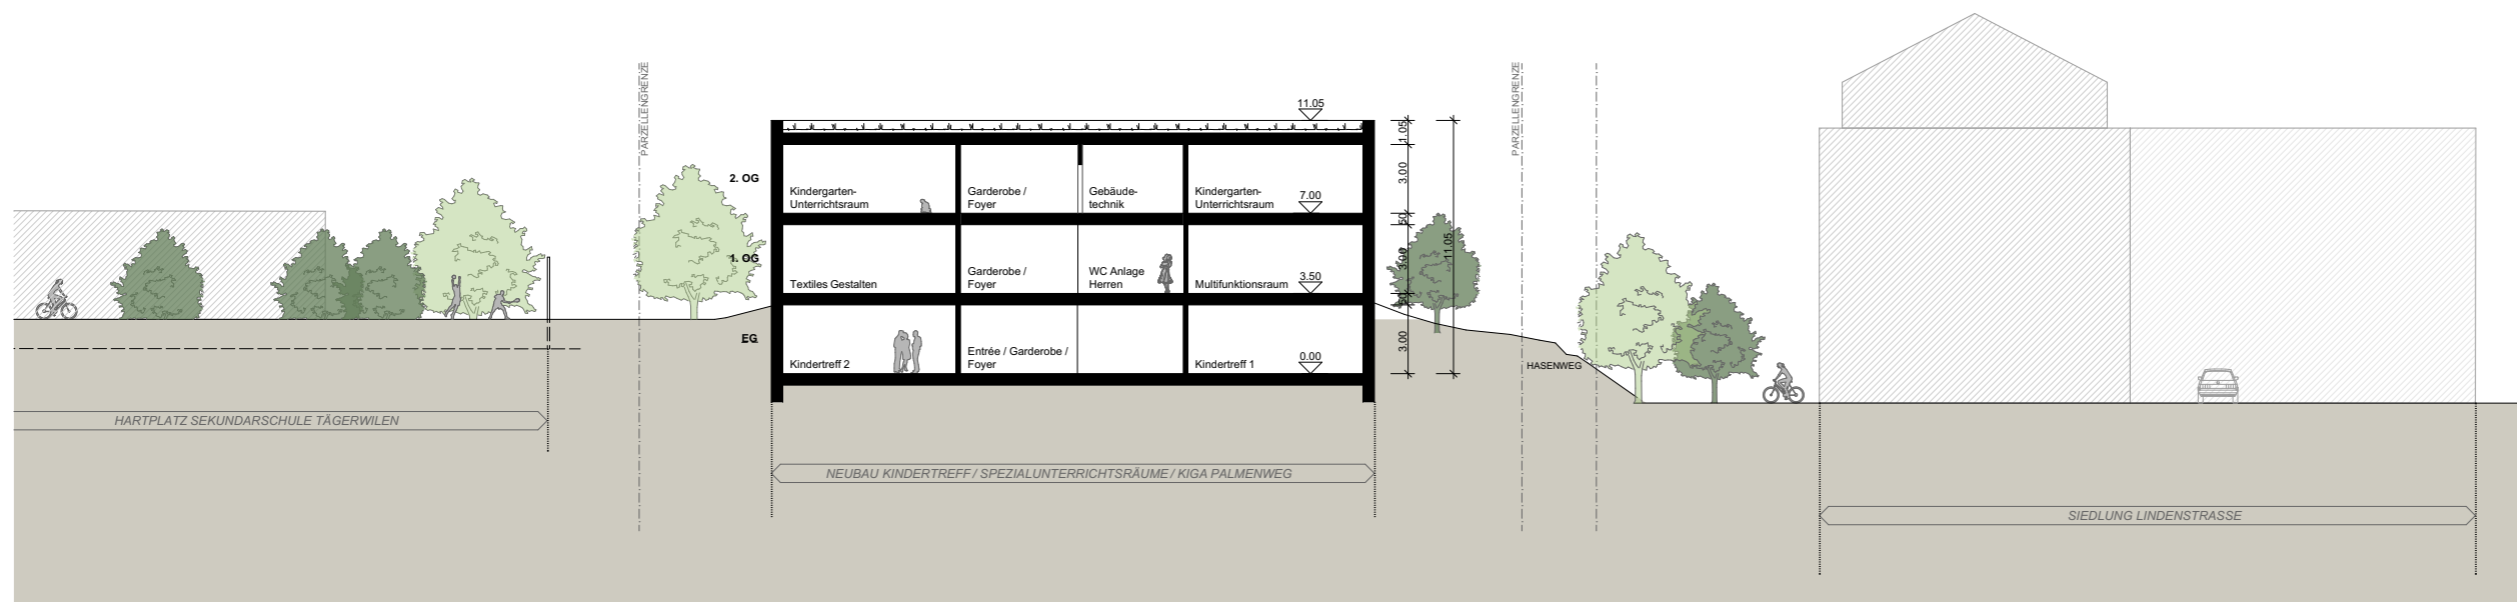 PARZELLENGRENZE
PARZELLENGRENZE
11.05
2. OG
Kindergarten-
Unterrichtsraum
Garderobe /
Foyer
Gebäude-
technik
Kindergarten-
Unterrichtsraum
7.00
1. OG
Textiles Gestalten
Garderobe /
Foyer
WC Anlage
Herren
Multifunktionsraum
3.50
EG
Kindertreff 2
Entrée / Garderobe /
Foyer
Kindertreff 1
0.00
1.05
3.00
50
3.00
50
3.00
11.05
HASENWEG
HARTPLATZ SEKUNDARSCHULE TÄGERWILEN
NEUBAU KINDERTREFF / SPEZIALUNTERRICHTSRÄUME / KIGA PALMENWEG
SIEDLUNG LINDENSTRASSE